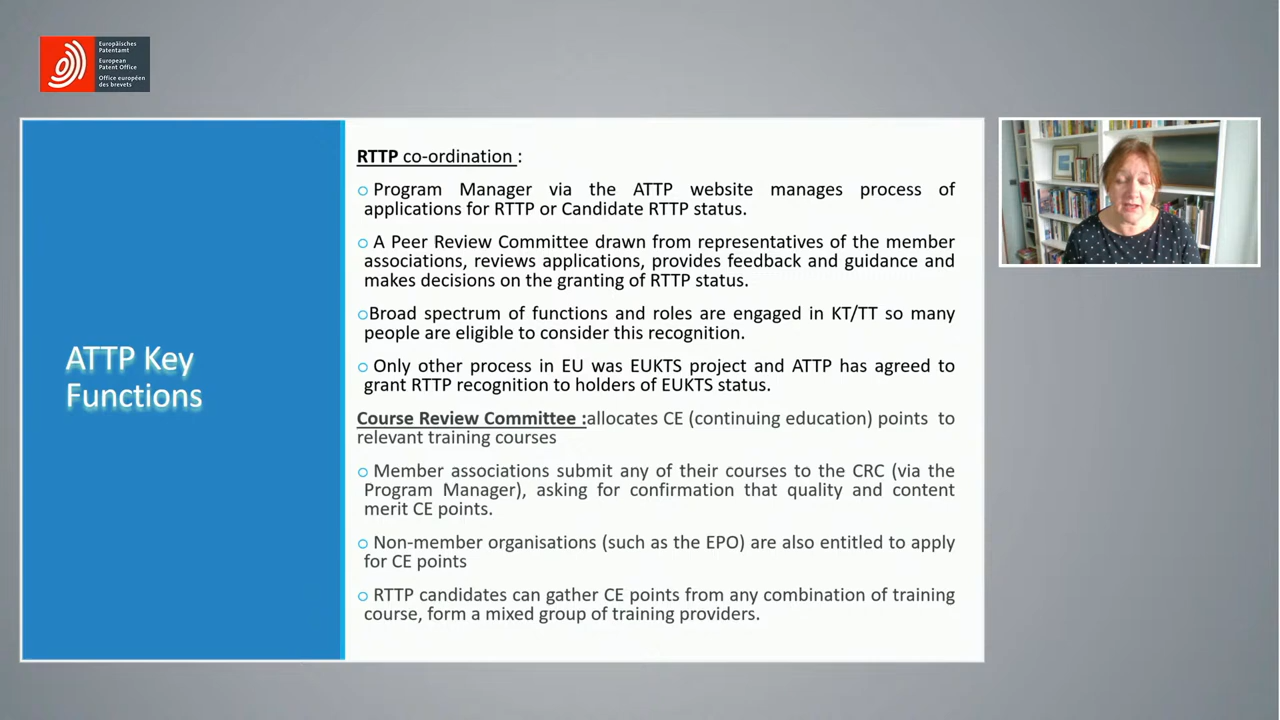 Europäisches
Patentamt
European
Patent Office
Office européen
des brevets
ATTP Key
Functions
RTTP co-ordination :
Program Manager via the ATTP website manages process of
applications for RTTP or Candidate RTTP status.
A Peer Review Committee drawn from representatives of the member
associations, reviews applications, provides feedback and guidance and
makes decisions on the granting of RTTP status.
Broad spectrum of functions and roles are engaged in KT/TT so many
people are eligible to consider this recognition.
Only other process in EU was EUKTS project and ATTP has agreed to
grant RTTP recognition to holders of EUKTS status.
Course Review Committee :allocates CE (continuing education) points to
relevant training courses
Member associations submit any of their courses to the CRC (via the
Program Manager), asking for confirmation that quality and content
merit CE points.
Non-member organisations (such as the EPO) are also entitled to apply
for CE points
RTTP candidates can gather CE points from any combination of training
course, form a mixed group of training providers.